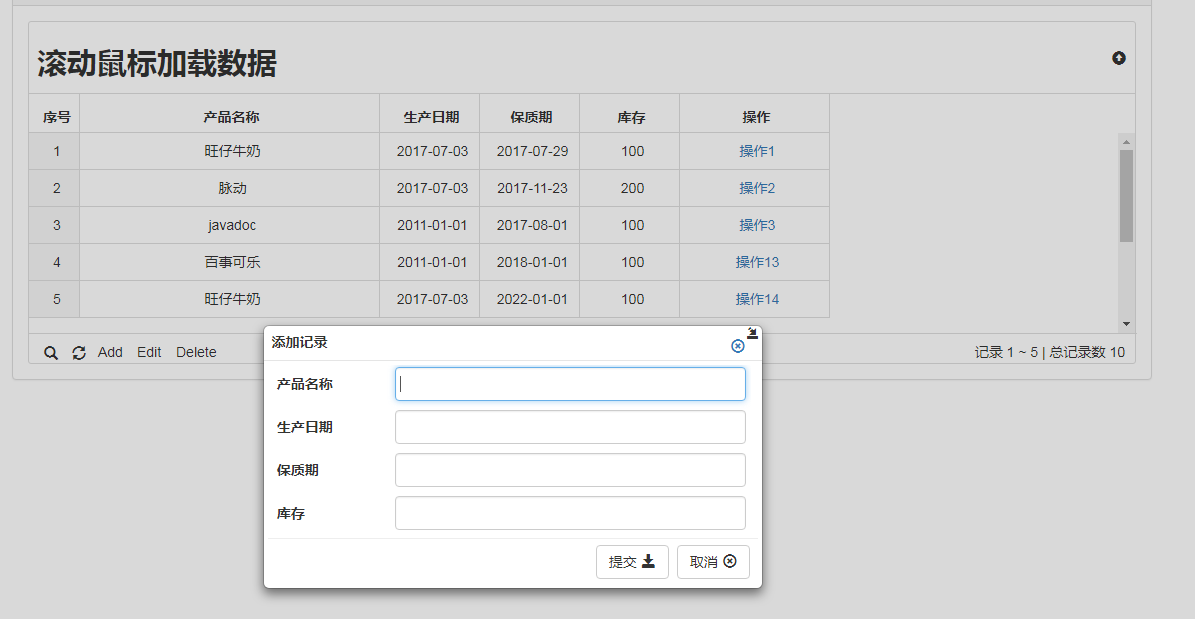 滚动鼠标加载数据
序号 产品名称 生产日期 保质期 库存 操作
1 旺仔牛奶 2017-07-03 2017-07-29 100 操作1
2 脉动 2017-07-03 2017-11-23 200 操作2
3 javadoc 2011-01-01 2017-08-01 100 操作3
4 百事可乐 2011-01-01 2018-01-01 100 操作13
5 旺仔牛奶 2017-07-03 2022-01-01 100 操作14
Add Edit Delete 记录 1 ~ 5 | 总记录数 10
添加记录
产品名称
生产日期
保质期
库存
提交 取消